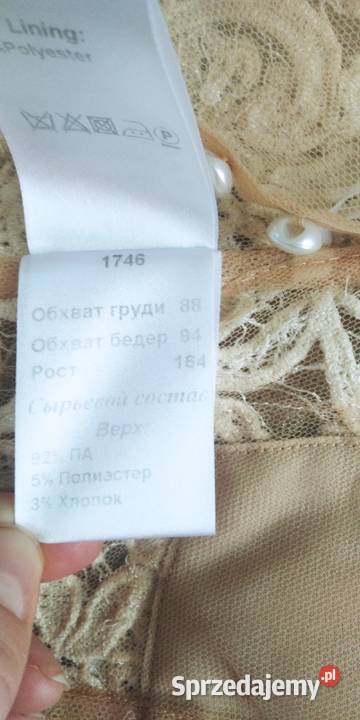 Lining:
Polyester
P
1746
Обхват груди 88
Обхват бедер 94
Рост 164
Сырьевой состав
Верх:
92% ПА
5% Полиэстер
3% Хлопок
Sprzedajemy.pl